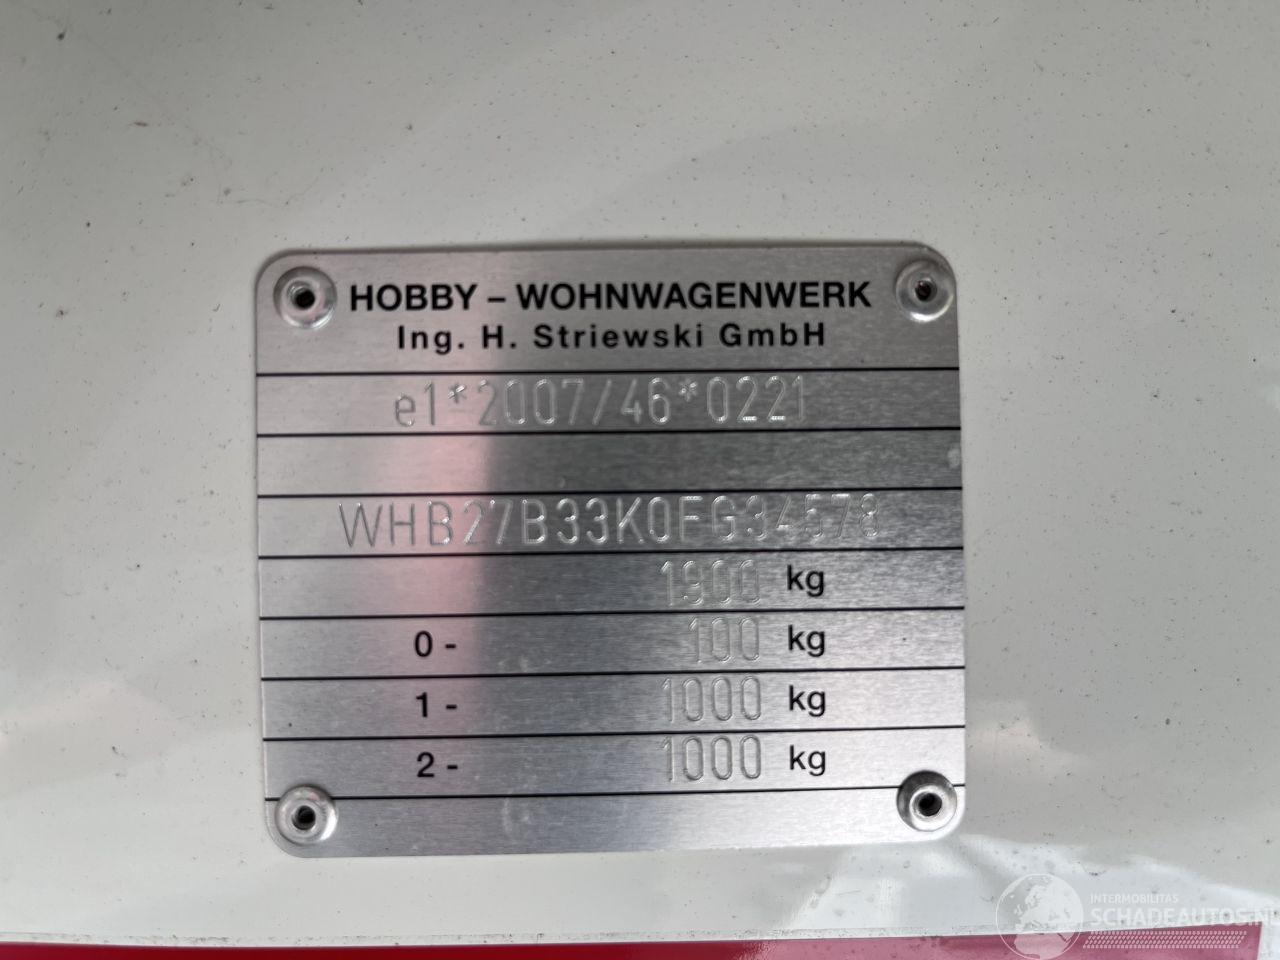 HOBBY – WOHNWAGENWERK
Ing. H. Striewski GmbH
e1*2007/46*0221
WHB27B33K0FG34578
1900 kg
0 - 100 kg
1 - 1000 kg
2 - 1000 kg
INTERMOBILITAS
SCHADEAUTOS.NL